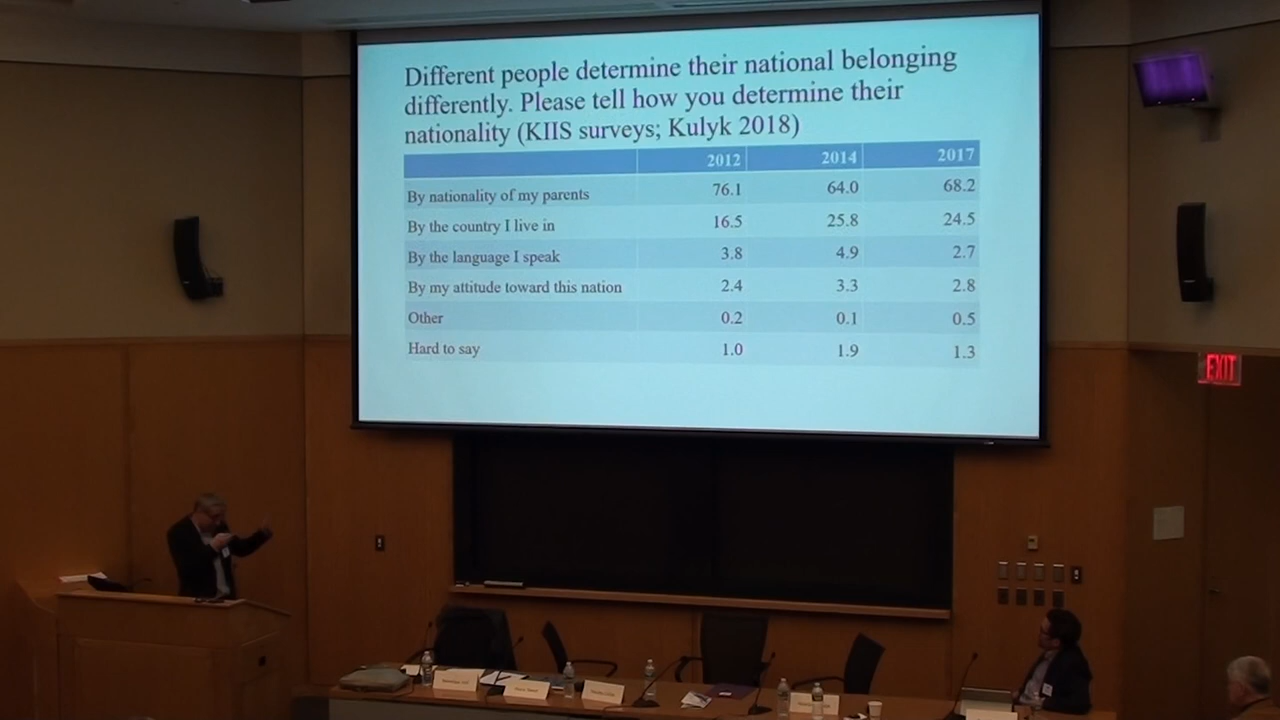 Different people determine their national belonging
differently. Please tell how you determine their
nationality (KIIS surveys; Kulyk 2018)
2012 2014 2017
By nationality of my parents 76.1 64.0 68.2
By the country I live in 16.5 25.8 24.5
By the language I speak 3.8 4.9 2.7
By my attitude toward this nation 2.4 3.3 2.8
Other 0.2 0.1 0.5
Hard to say 1.0 1.9 1.3
EXIT